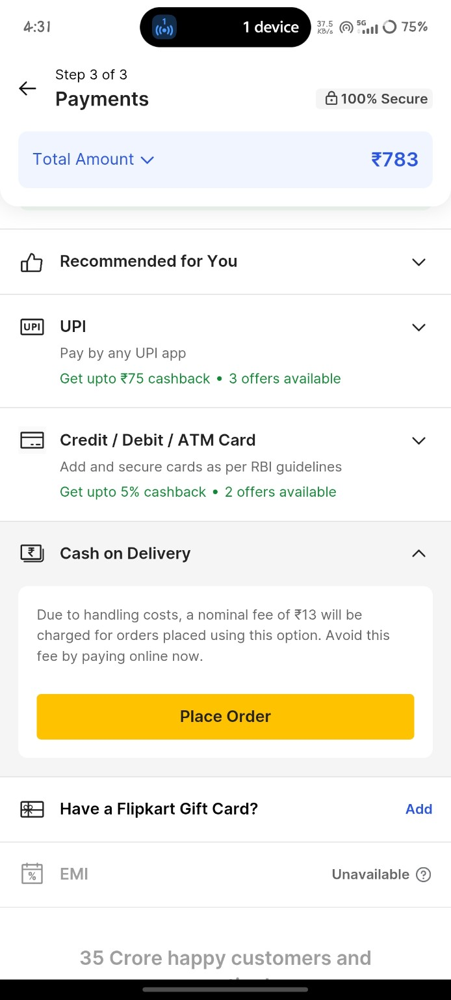 4:31
1
1 device
37.5
KB/s
5G
75%
Step 3 of 3
Payments
100% Secure
Total Amount
₹783
Recommended for You
UPI
UPI
Pay by any UPI app
Get upto ₹75 cashback • 3 offers available
Credit / Debit / ATM Card
Add and secure cards as per RBI guidelines
Get upto 5% cashback • 2 offers available
₹
Cash on Delivery
Due to handling costs, a nominal fee of ₹13 will be
charged for orders placed using this option. Avoid this
fee by paying online now.
Place Order
Have a Flipkart Gift Card?
Add
%
EMI
Unavailable ?
35 Crore happy customers and